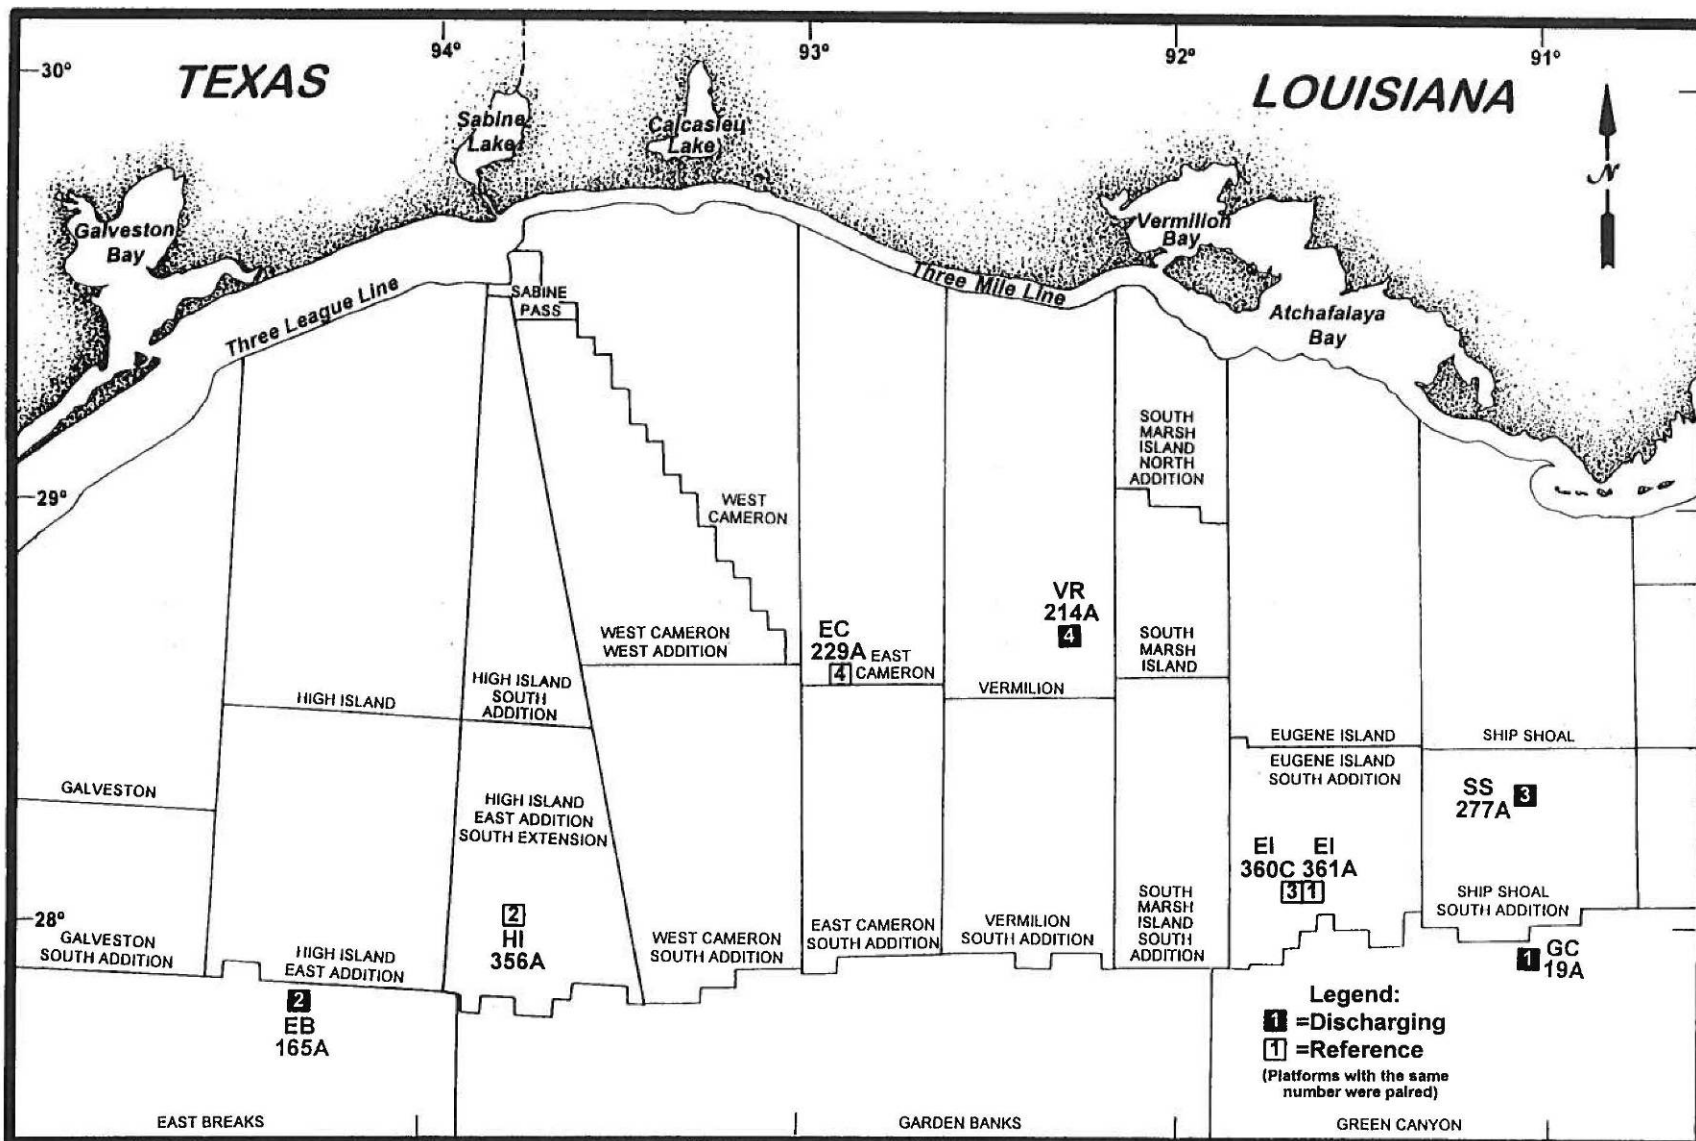 94°
93°
92°
91°
30°
TEXAS
LOUISIANA
Sabine
Lake
Calcasieu
Lake
N
Galveston
Bay
Vermilion
Bay
Three League Line
Three Mile Line
SABINE
PASS
Atchafalaya
Bay
29°
SOUTH
MARSH
ISLAND
NORTH
ADDITION
WEST
CAMERON
VR
214A
4
WEST CAMERON
WEST ADDITION
EC
229A
4
EAST
CAMERON
SOUTH
MARSH
ISLAND
HIGH ISLAND
HIGH ISLAND
SOUTH
ADDITION
VERMILION
EUGENE ISLAND
SHIP SHOAL
EUGENE ISLAND
SOUTH ADDITION
GALVESTON
HIGH ISLAND
EAST ADDITION
SOUTH EXTENSION
SS
277A
3
EI
360C
EI
361A
3
1
28°
GALVESTON
SOUTH ADDITION
HIGH ISLAND
EAST ADDITION
2
HI
356A
WEST CAMERON
SOUTH ADDITION
EAST CAMERON
SOUTH ADDITION
VERMILION
SOUTH ADDITION
SOUTH
MARSH
ISLAND
SOUTH
ADDITION
SHIP SHOAL
SOUTH ADDITION
1
GC
19A
2
EB
165A
Legend:
1 =Discharging
1 =Reference
(Platforms with the same
number were paired)
EAST BREAKS
GARDEN BANKS
GREEN CANYON